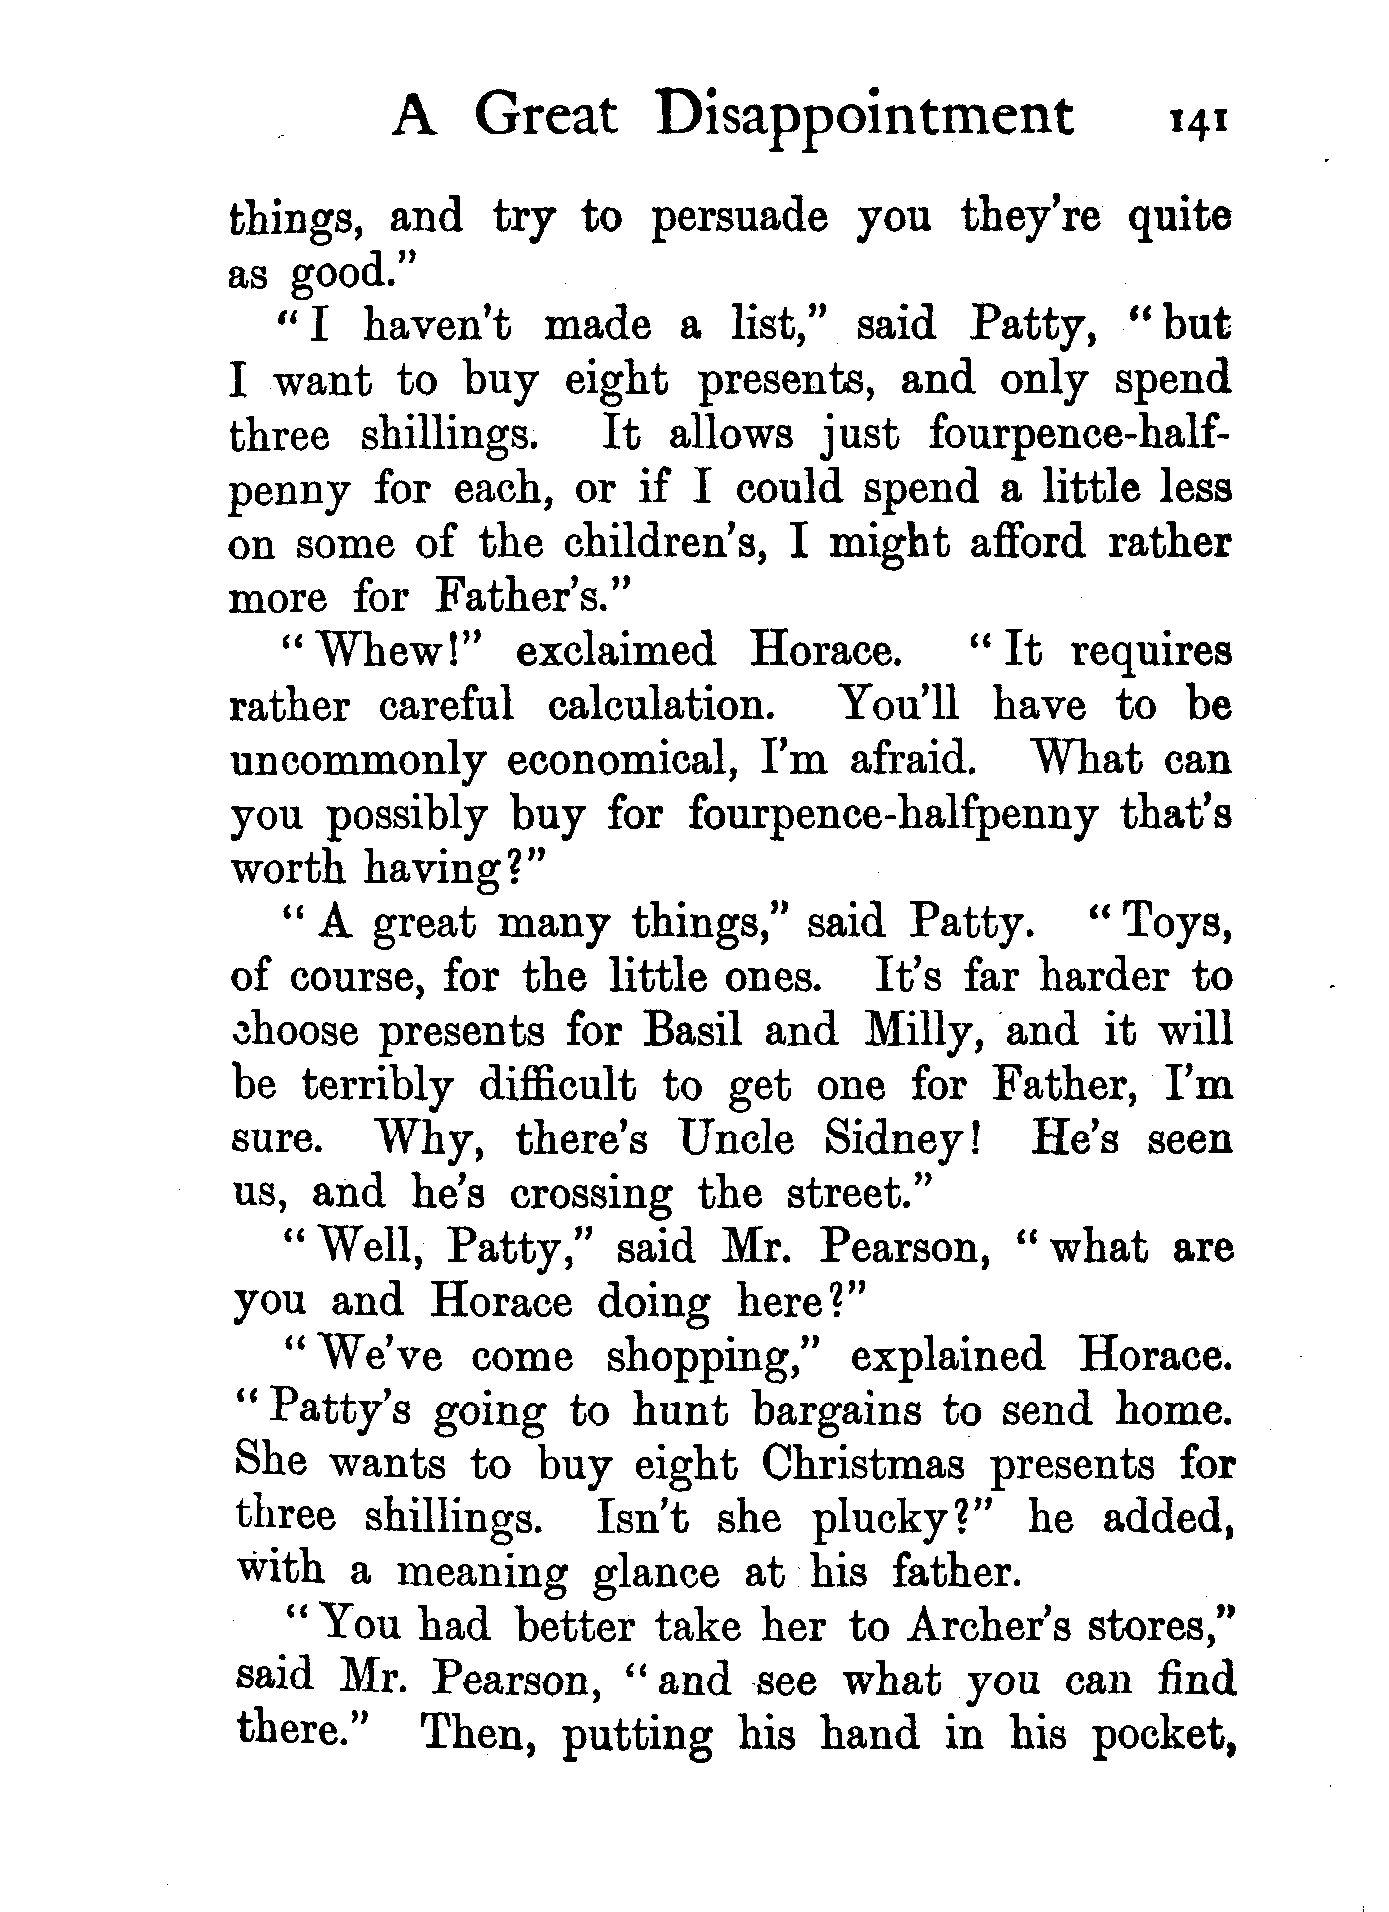 A Great Disappointment 141
things, and try to persuade you they're quite
as good."
"I haven't made a list," said Patty, "but
I want to buy eight presents, and only spend
three shillings. It allows just fourpence-half-
penny for each, or if I could spend a little less
on some of the children's, I might afford rather
more for Father's."
"Whew!" exclaimed Horace. "It requires
rather careful calculation. You'll have to be
uncommonly economical, I'm afraid. What can
you possibly buy for fourpence-halfpenny that's
worth having?"
"A great many things," said Patty. "Toys,
of course, for the little ones. It's far harder to
choose presents for Basil and Milly, and it will
be terribly difficult to get one for Father, I'm
sure. Why, there's Uncle Sidney! He's seen
us, and he's crossing the street."
"Well, Patty," said Mr. Pearson, "what are
you and Horace doing here?"
"We've come shopping," explained Horace.
"Patty's going to hunt bargains to send home.
She wants to buy eight Christmas presents for
three shillings. Isn't she plucky?" he added,
with a meaning glance at his father.
"You had better take her to Archer's stores,"
said Mr. Pearson, "and see what you can find
there." Then, putting his hand in his pocket,